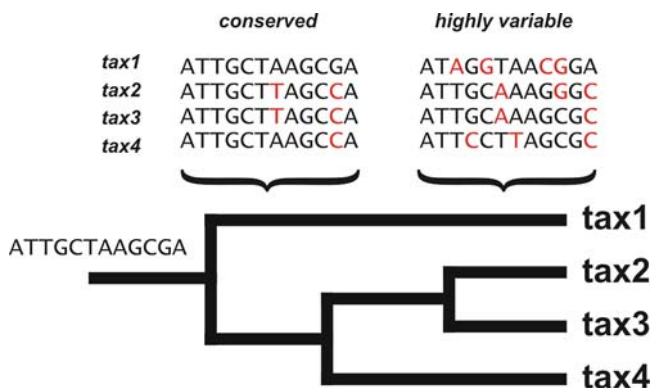 conserved highly variable
tax1 ATTGCTAAGCGA ATAGGTAACGGA
tax2 ATTGCTTAGCCA ATTGCAAAGGGC
tax3 ATTGCTTAGCCA ATTGCAAAGCGC
tax4 ATTGCTAAGCCA ATTCCTTAGCGC
tax1
ATTGCTAAGCGA
tax2
tax3
tax4